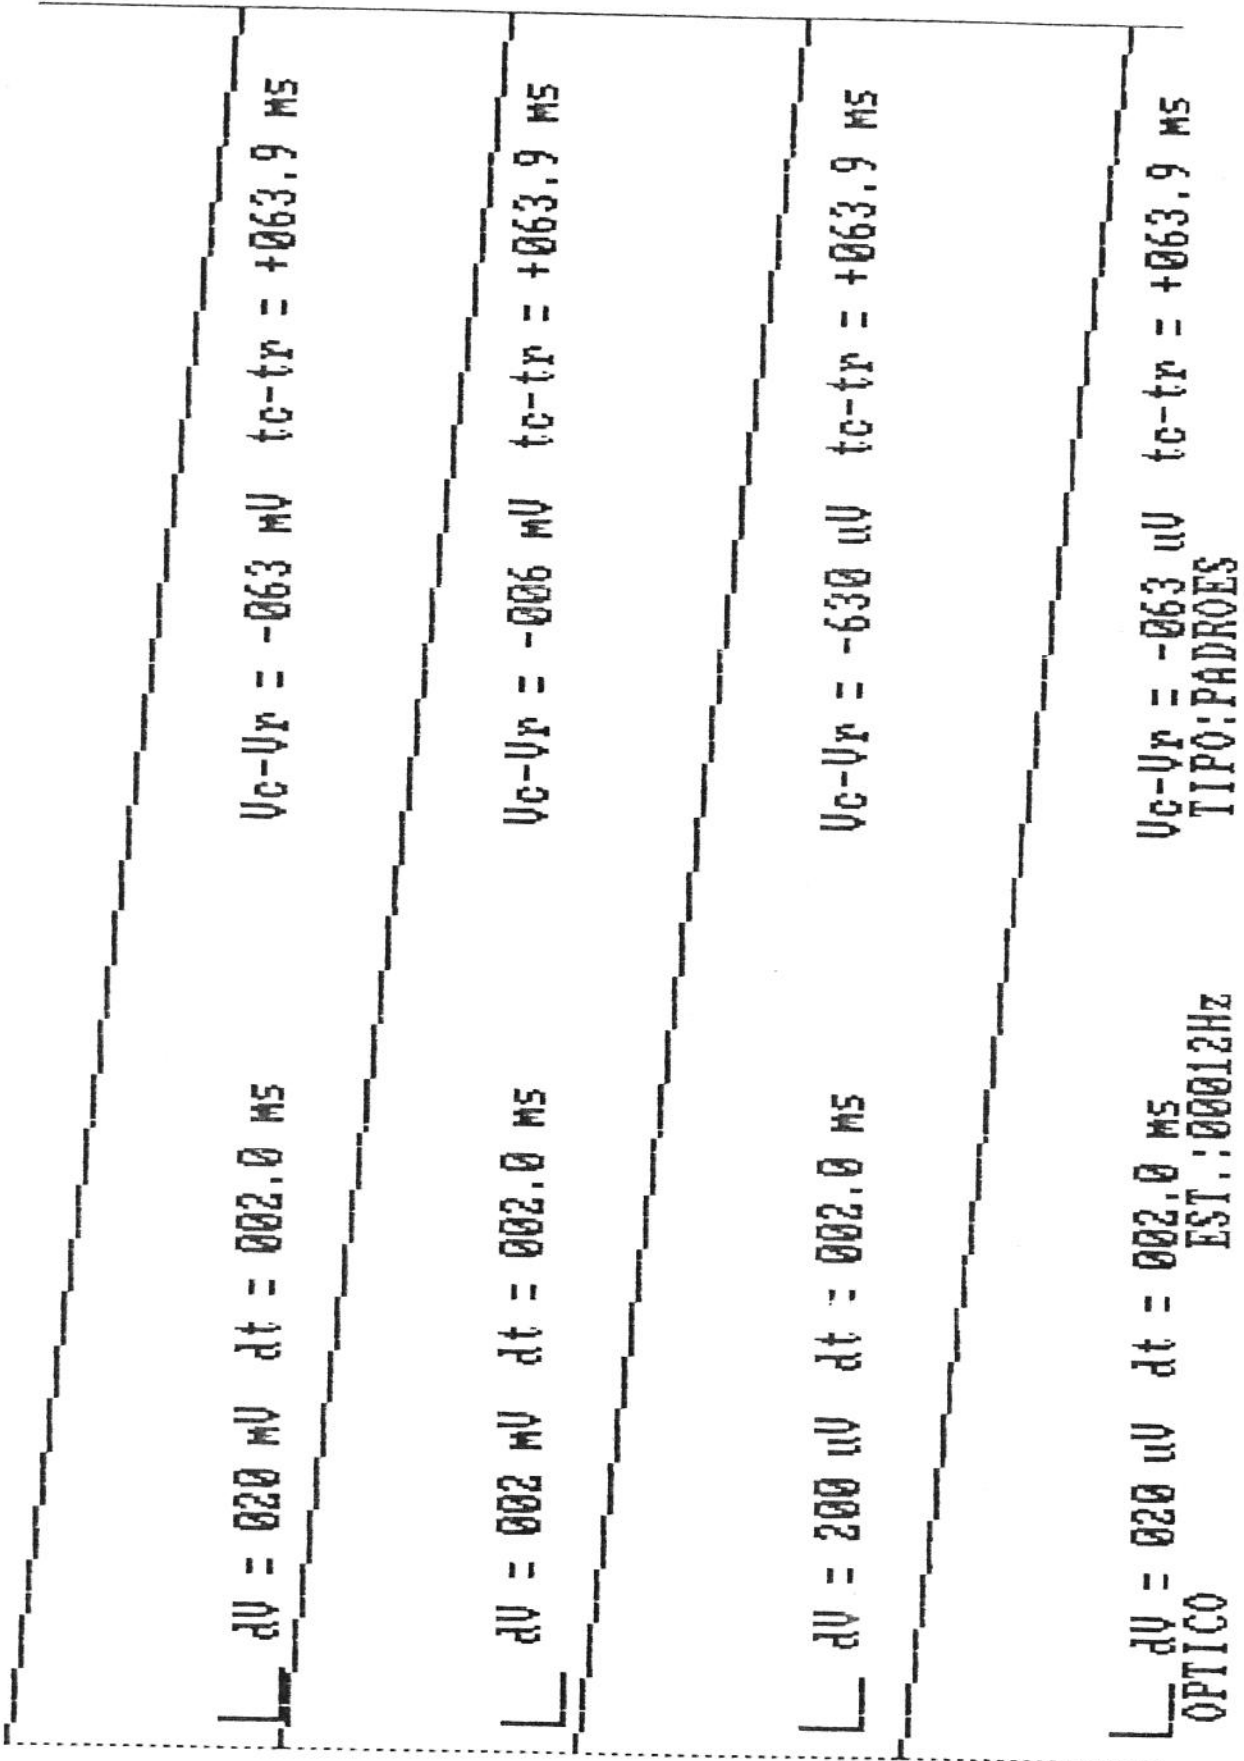 dV = 020 mV  dt = 002.0 ms  Vc-Vr = -063 mV  tc-tr = +063.9 ms
dV = 002 mV  dt = 002.0 ms  Vc-Vr = -006 mV  tc-tr = +063.9 ms
dV = 200 uV  dt = 002.0 ms  Vc-Vr = -630 uV  tc-tr = +063.9 ms
dV = 020 uV  dt = 002.0 ms  Vc-Vr = -063 uV  tc-tr = +063.9 ms
OPTICO  EST.:00012Hz  TIPO:PADROES